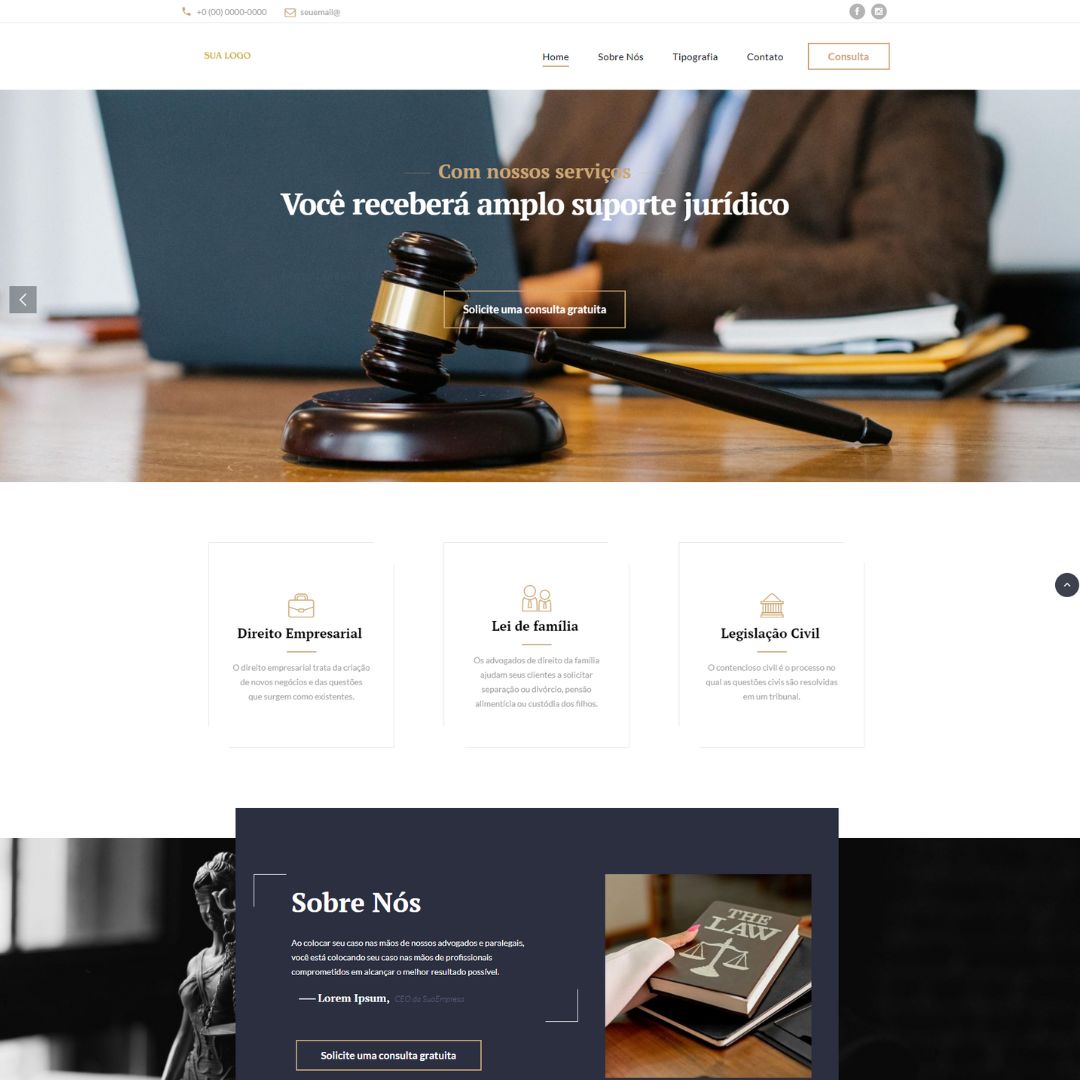 +0 (00) 0000-0000
seuemail@
SUA LOGO
Home
Sobre Nós
Tipografia
Contato
Consulta
Com nossos serviços
Você receberá amplo suporte jurídico
Solicite uma consulta gratuita
Direito Empresarial
O direito empresarial trata da criação
de novos negócios e das questões
que surgem como existentes.
Lei de família
Os advogados de direito da família
ajudam seus clientes a solicitar
separação ou divórcio, pensão
alimentícia ou custódia dos filhos.
Legislação Civil
O contencioso civil é o processo no
qual as questões civis são resolvidas
em um tribunal.
Sobre Nós
Ao colocar seu caso nas mãos de nossos advogados e paralegais,
você está colocando seu caso nas mãos de profissionais
comprometidos em alcançar o melhor resultado possível.
Lorem Ipsum, CEO da SuaEmpresa
Solicite uma consulta gratuita
THE
LAW